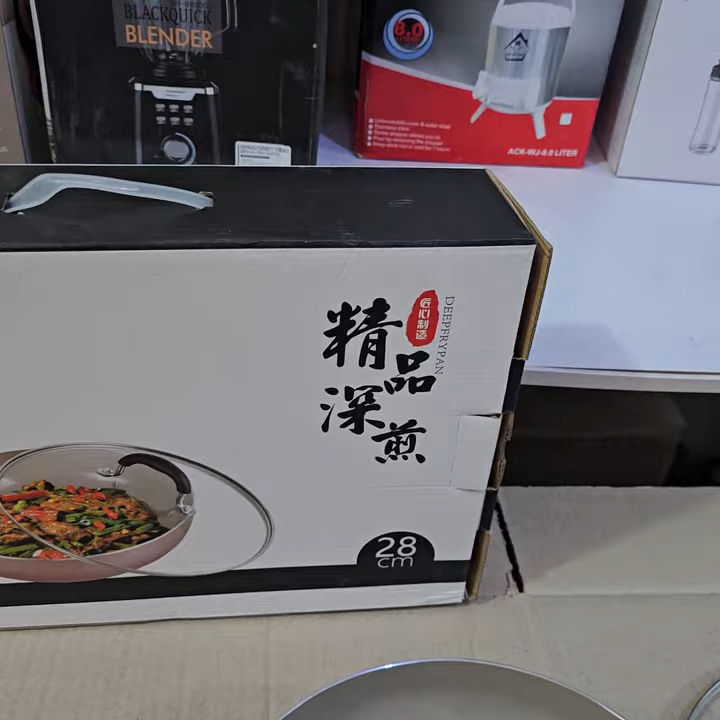 BLACKQUICK
BLENDER
8.0
ACK-WJ-8.0 LITER
精品
深煎
匠心制造
DEEPFRYPAN
28
cm